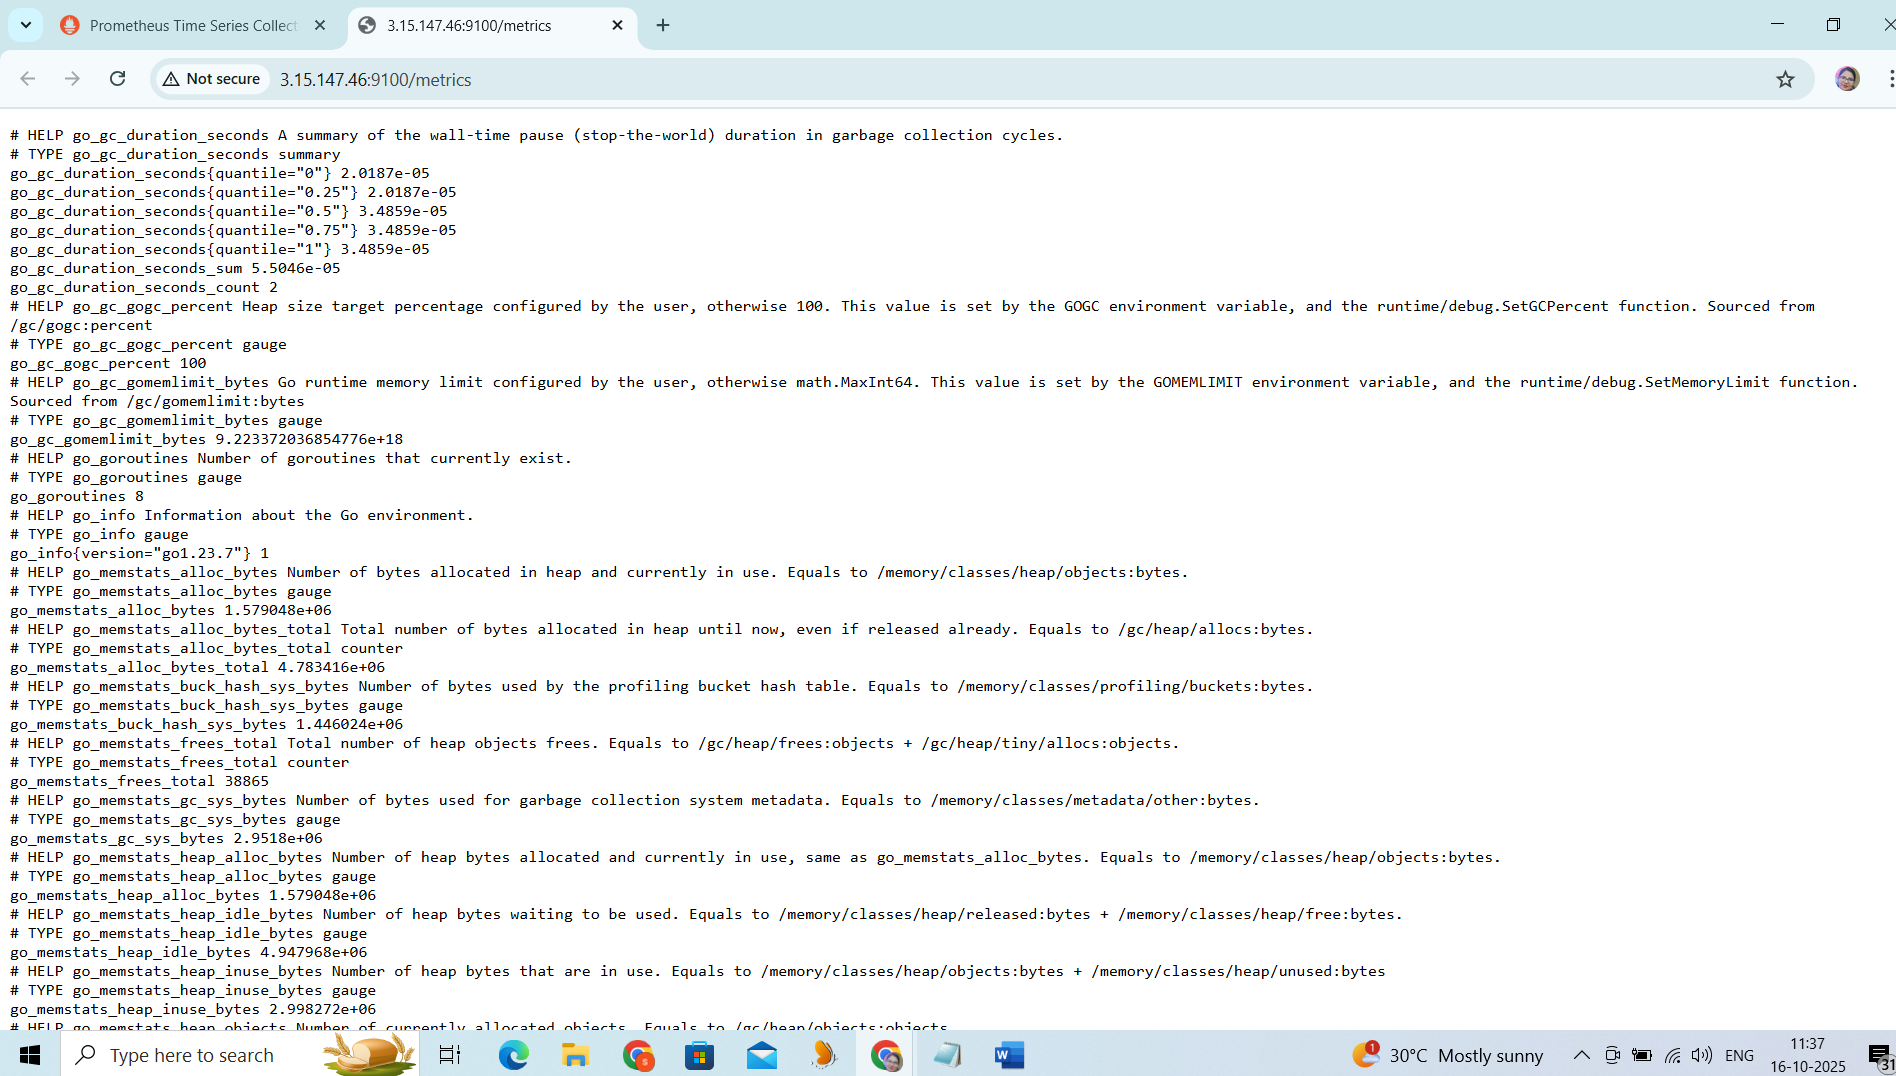 Prometheus Time Series Collect
3.15.147.46:9100/metrics
Not secure
3.15.147.46:9100/metrics
# HELP go_gc_duration_seconds A summary of the wall-time pause (stop-the-world) duration in garbage collection cycles.
# TYPE go_gc_duration_seconds summary
go_gc_duration_seconds{quantile="0"} 2.0187e-05
go_gc_duration_seconds{quantile="0.25"} 2.0187e-05
go_gc_duration_seconds{quantile="0.5"} 3.4859e-05
go_gc_duration_seconds{quantile="0.75"} 3.4859e-05
go_gc_duration_seconds{quantile="1"} 3.4859e-05
go_gc_duration_seconds_sum 5.5046e-05
go_gc_duration_seconds_count 2
# HELP go_gc_gogc_percent Heap size target percentage configured by the user, otherwise 100. This value is set by the GOGC environment variable, and the runtime/debug.SetGCPercent function. Sourced from
/gc/gogc:percent
# TYPE go_gc_gogc_percent gauge
go_gc_gogc_percent 100
# HELP go_gc_gomemlimit_bytes Go runtime memory limit configured by the user, otherwise math.MaxInt64. This value is set by the GOMEMLIMIT environment variable, and the runtime/debug.SetMemoryLimit function.
Sourced from /gc/gomemlimit:bytes
# TYPE go_gc_gomemlimit_bytes gauge
go_gc_gomemlimit_bytes 9.223372036854776e+18
# HELP go_goroutines Number of goroutines that currently exist.
# TYPE go_goroutines gauge
go_goroutines 8
# HELP go_info Information about the Go environment.
# TYPE go_info gauge
go_info{version="go1.23.7"} 1
# HELP go_memstats_alloc_bytes Number of bytes allocated in heap and currently in use. Equals to /memory/classes/heap/objects:bytes.
# TYPE go_memstats_alloc_bytes gauge
go_memstats_alloc_bytes 1.579048e+06
# HELP go_memstats_alloc_bytes_total Total number of bytes allocated in heap until now, even if released already. Equals to /gc/heap/allocs:bytes.
# TYPE go_memstats_alloc_bytes_total counter
go_memstats_alloc_bytes_total 4.783416e+06
# HELP go_memstats_buck_hash_sys_bytes Number of bytes used by the profiling bucket hash table. Equals to /memory/classes/profiling/buckets:bytes.
# TYPE go_memstats_buck_hash_sys_bytes gauge
go_memstats_buck_hash_sys_bytes 1.446024e+06
# HELP go_memstats_frees_total Total number of heap objects frees. Equals to /gc/heap/frees:objects + /gc/heap/tiny/allocs:objects.
# TYPE go_memstats_frees_total counter
go_memstats_frees_total 38865
# HELP go_memstats_gc_sys_bytes Number of bytes used for garbage collection system metadata. Equals to /memory/classes/metadata/other:bytes.
# TYPE go_memstats_gc_sys_bytes gauge
go_memstats_gc_sys_bytes 2.9518e+06
# HELP go_memstats_heap_alloc_bytes Number of heap bytes allocated and currently in use, same as go_memstats_alloc_bytes. Equals to /memory/classes/heap/objects:bytes.
# TYPE go_memstats_heap_alloc_bytes gauge
go_memstats_heap_alloc_bytes 1.579048e+06
# HELP go_memstats_heap_idle_bytes Number of heap bytes waiting to be used. Equals to /memory/classes/heap/released:bytes + /memory/classes/heap/free:bytes.
# TYPE go_memstats_heap_idle_bytes gauge
go_memstats_heap_idle_bytes 4.947968e+06
# HELP go_memstats_heap_inuse_bytes Number of heap bytes that are in use. Equals to /memory/classes/heap/objects:bytes + /memory/classes/heap/unused:bytes
# TYPE go_memstats_heap_inuse_bytes gauge
go_memstats_heap_inuse_bytes 2.998272e+06
# HELP go_memstats_heap_objects Number of currently allocated objects. Equals to /gc/heap/objects:objects
Type here to search
S
W
1
30°C Mostly sunny
ENG
11:37
16-10-2025
31